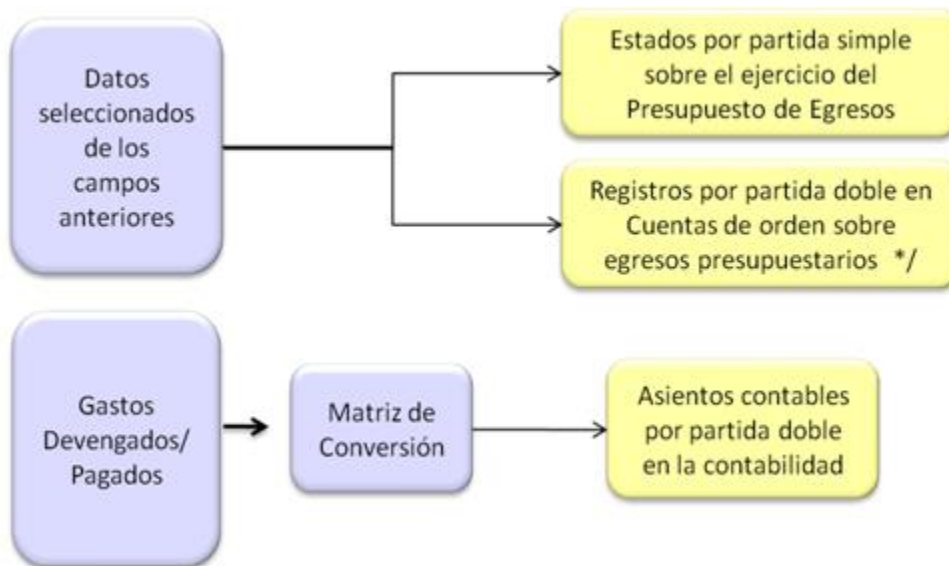 Datos
seleccionados
de los
campos
anteriores
Estados por partida simple
sobre el ejercicio del
Presupuesto de Egresos
Registros por partida doble en
Cuentas de orden sobre
egresos presupuestarios */
Gastos
Devengados/
Pagados
Matriz de
Conversión
Asientos contables
por partida doble
en la contabilidad